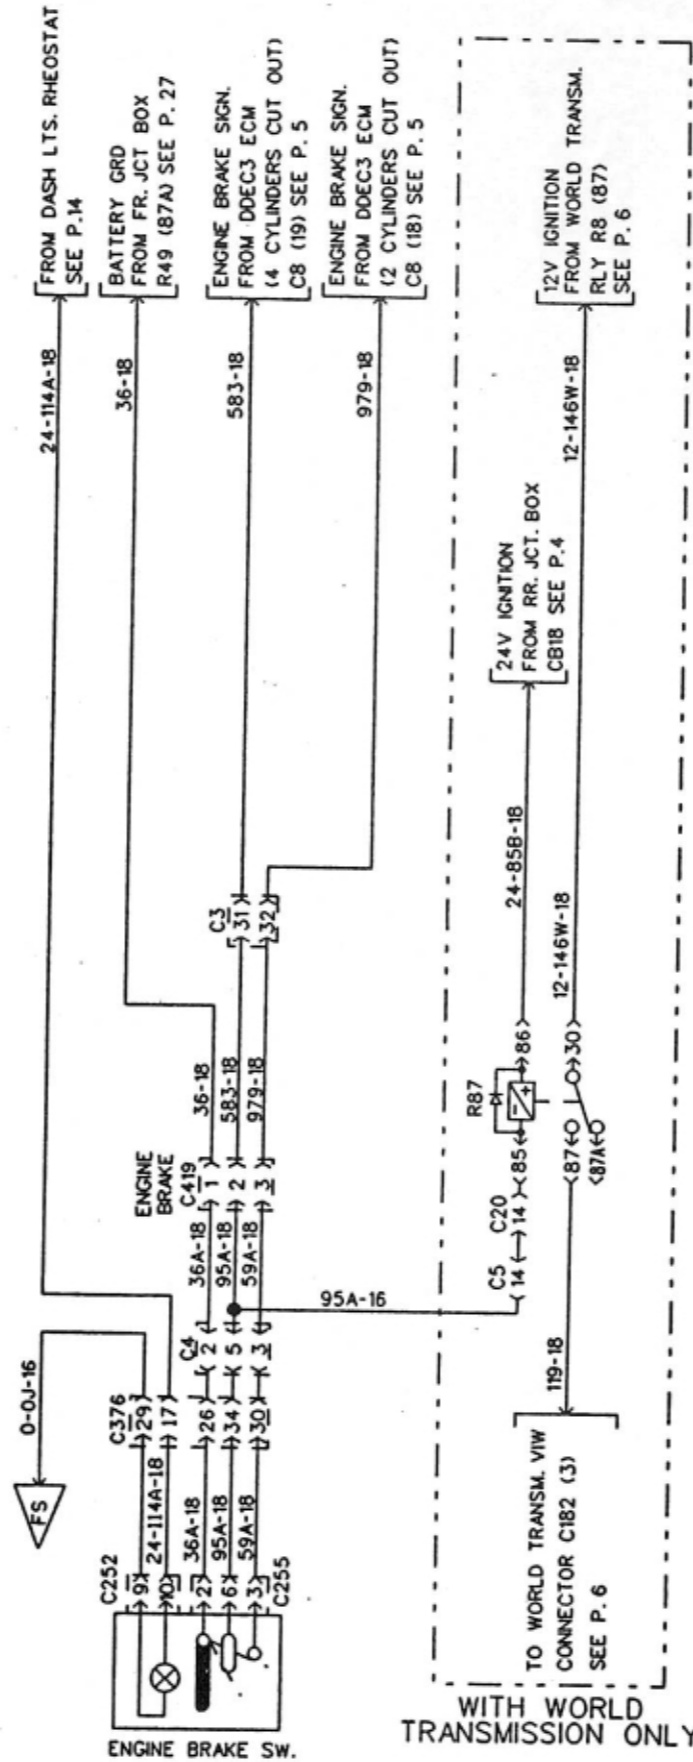 FROM DASH LTS. RHEOSTAT
SEE P.14
BATTERY GRD
FROM FR. JCT BOX
R49 (87A) SEE P. 27
ENGINE BRAKE SIGN.
FROM DDEC3 ECM
(4 CYLINDERS CUT OUT)
C8 (19) SEE P. 5
ENGINE BRAKE SIGN.
FROM DDEC3 ECM
(2 CYLINDERS CUT OUT)
C8 (18) SEE P. 5
12V IGNITION
FROM WORLD TRANSM.
RLY R8 (87)
SEE P. 6
24-114A-18
36-18
583-18
979-18
12-146W-18
24V IGNITION
FROM RR. JCT. BOX
CB18 SEE P.4
24-85B-18
12-146W-18
C3
31
32
36-18
583-18
979-18
R87
86
30
85
87
87A
ENGINE
BRAKE
C419
1
2
3
C20
14
C5
14
36A-18
95A-18
59A-18
95A-16
C4
2
5
3
119-18
0-0J-16
FS
C376
29
17
26
34
30
24-114A-18
36A-18
95A-18
59A-18
C252
9
10
2
6
3
C255
TO WORLD TRANSM. VIW
CONNECTOR C182 (3)
SEE P. 6
ENGINE BRAKE SW.
WITH WORLD
TRANSMISSION ONLY